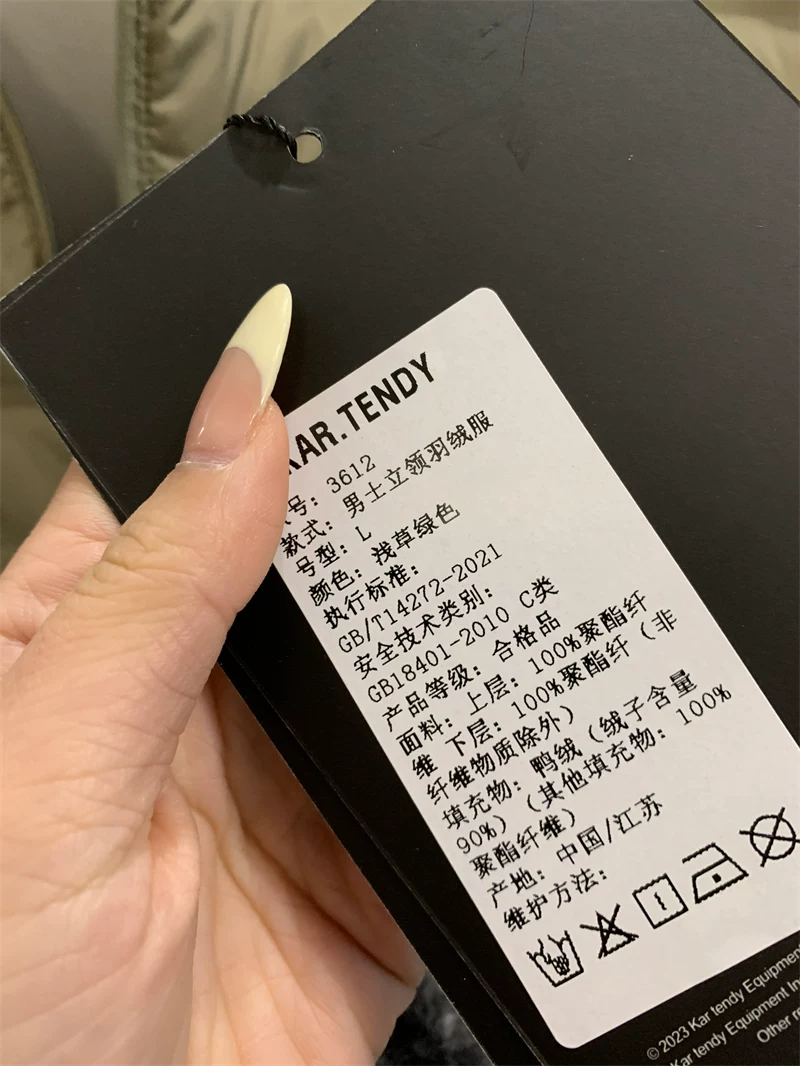 KAR.TENDY
号：3612
款式：男士立领羽绒服
号型：L
颜色：浅草绿色
执行标准：
GB/T14272-2021
安全技术类别：
GB18401-2010 C类
产品等级：合格品
面料：上层：100%聚酯纤
维 下层：100%聚酯纤（非
纤维物质除外）
填充物：鸭绒（绒子含量
90%）（其他填充物：100%
聚酯纤维）
产地：中国/江苏
维护方法：
© 2023 Kar tendy Equipment
Kar tendy Equipment In
Other re